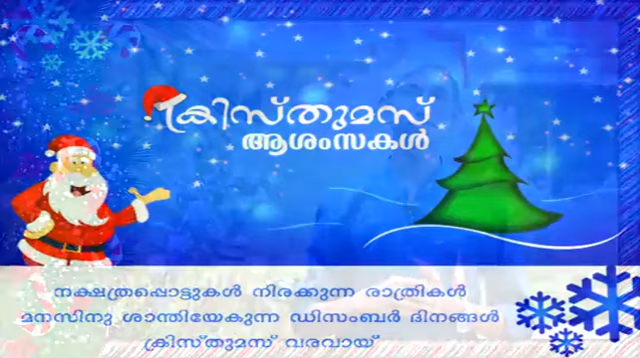 ക്രിസ്തുമസ്
ആശംസകൾ
നക്ഷത്രപ്പൊട്ടുകൾ നിരക്കുന്ന രാത്രികൾ
മനസിനു ശാന്തിയേകുന്ന ഡിസംബർ ദിനങ്ങൾ
ക്രിസ്തുമസ് വരവായ്